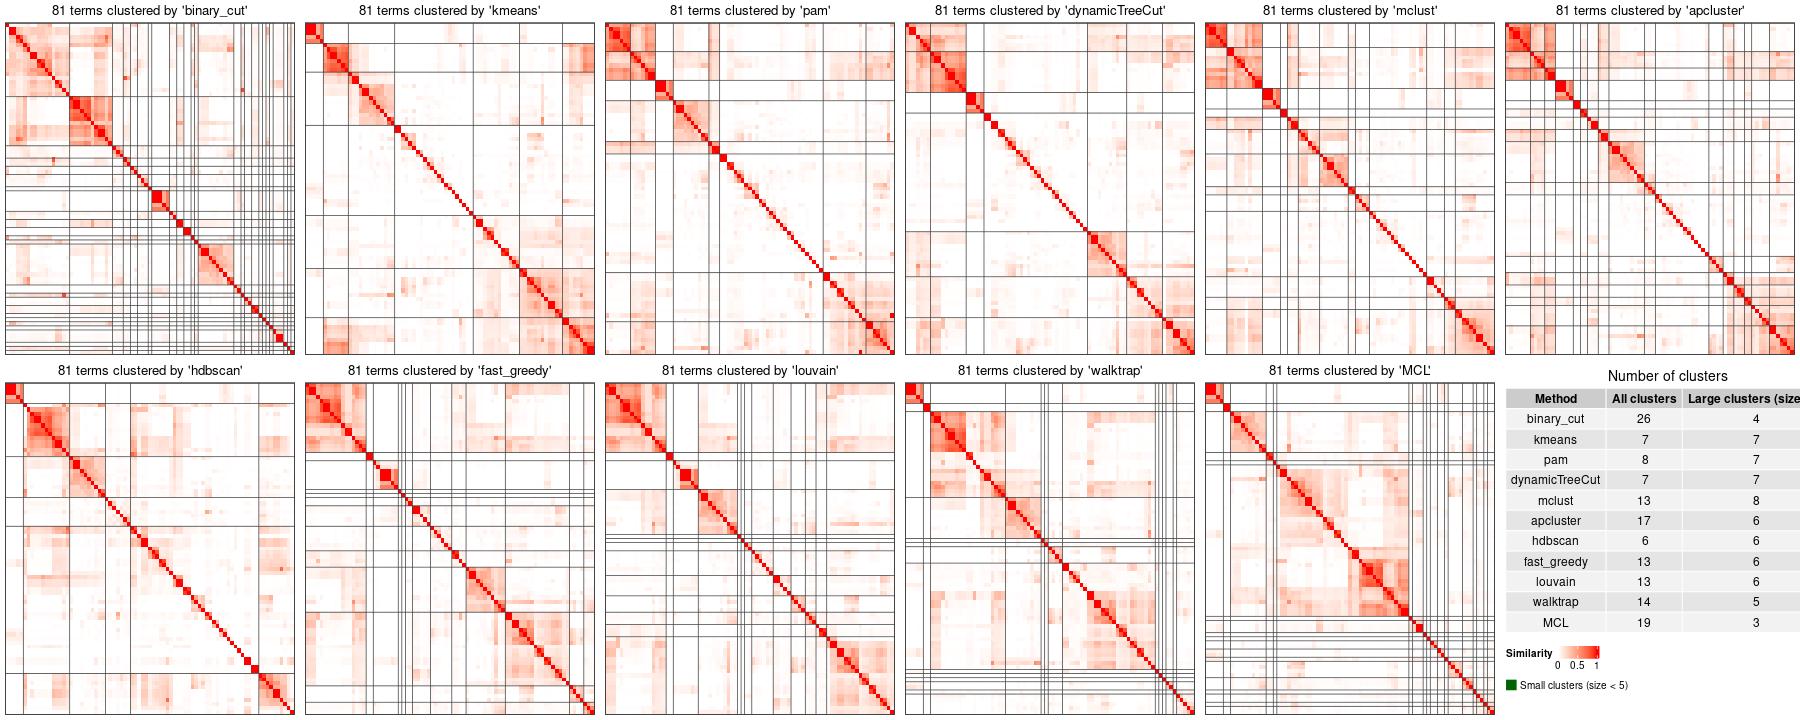 81 terms clustered by 'binary_cut'
81 terms clustered by 'kmeans'
81 terms clustered by 'pam'
81 terms clustered by 'dynamicTreeCut'
81 terms clustered by 'mclust'
81 terms clustered by 'apcluster'
81 terms clustered by 'hdbscan'
81 terms clustered by 'fast_greedy'
81 terms clustered by 'louvain'
81 terms clustered by 'walktrap'
81 terms clustered by 'MCL'
Number of clusters
Method All clusters Large clusters (size
binary_cut 26 4
kmeans 7 7
pam 8 7
dynamicTreeCut 7 7
mclust 13 8
apcluster 17 6
hdbscan 6 6
fast_greedy 13 6
louvain 13 6
walktrap 14 5
MCL 19 3
Similarity
0 0.5 1
Small clusters (size < 5)